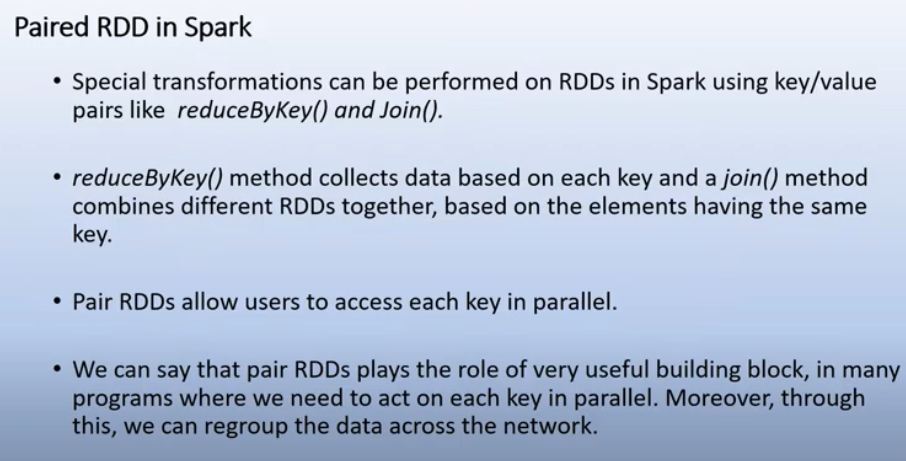 Paired RDD in Spark
• Special transformations can be performed on RDDs in Spark using key/value
pairs like reduceByKey() and Join().
• reduceByKey() method collects data based on each key and a join() method
combines different RDDs together, based on the elements having the same
key.
• Pair RDDs allow users to access each key in parallel.
• We can say that pair RDDs plays the role of very useful building block, in many
programs where we need to act on each key in parallel. Moreover, through
this, we can regroup the data across the network.